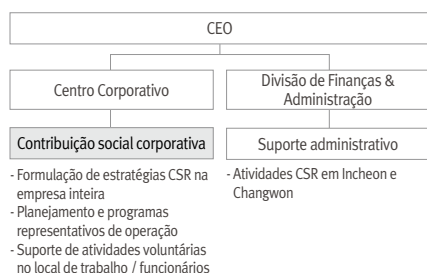 CEO
Centro Corporativo
Divisão de Finanças &
Administração
Contribuição social corporativa
Suporte administrativo
- Formulação de estratégias CSR na
empresa inteira
- Planejamento e programas
representativos de operação
- Suporte de atividades voluntárias
no local de trabalho / funcionários
- Atividades CSR em Incheon e
Changwon